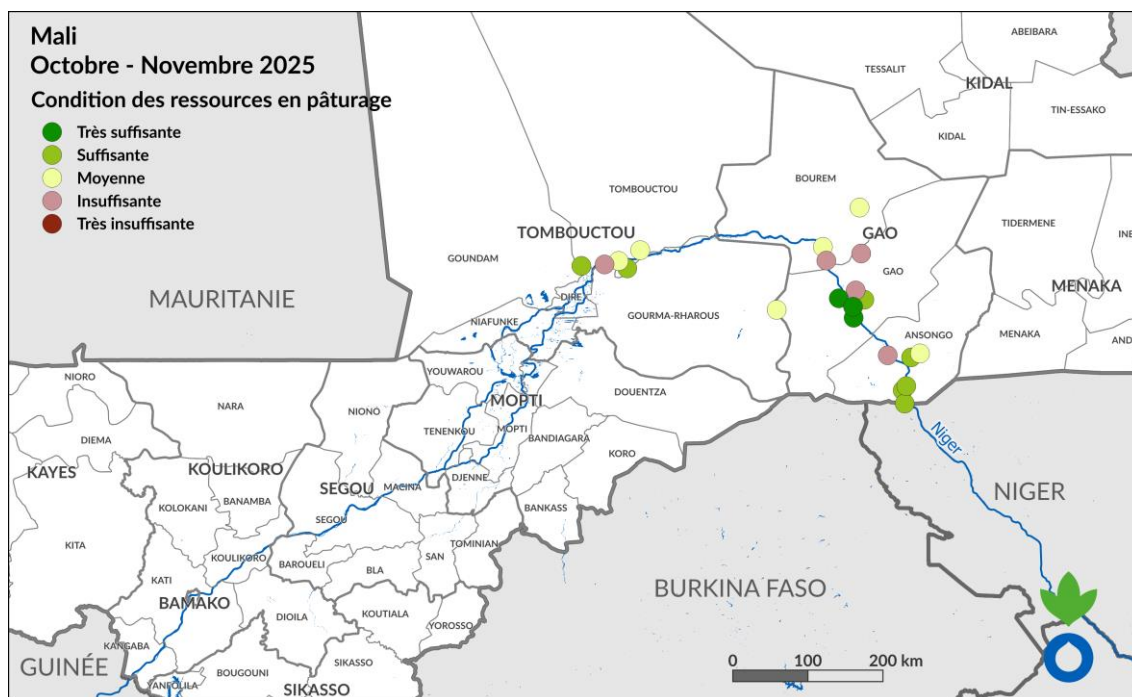 Mali
Octobre - Novembre 2025
Condition des ressources en pâturage
Très suffisante
Suffisante
Moyenne
Insuffisante
Très insuffisante
ABEIBARA
TESSALIT
KIDAL
TIN-ESSAKO
KIDAL
BOUREM
TOMBOUCTOU
TIDERMENE
INE
TOMBOUCTOU
GAO
GOUNDAM
GAO
MENAKA
MAURITANIE
DIRE
NIAFUNKE
GOURMA-RHAROUS
ANSONGO
MENAKA
AND
YOUWAROU
NIORO
DOUENTZA
NARA
NIONO
MOPTI
TENENKOU
MOPTI
BANDIAGARA
Niger
DIEMA
KORO
KAYES
KOULIKORO
SEGOU
MACINA
DJENNE
NIGER
KOLOKANI
BANAMBA
BANKASS
SEGOU
KITA
TOMINIAN
KOULIKORO
BAROUELI
BLA
SAN
KATI
BURKINA FASO
BAMAKO
DIOILA
KOUTIALA
YOROSSO
KANGABA
GUINÉE
BOUGOUNI
SIKASSO
YANFOLILA
SIKASSO
0 100 200 km